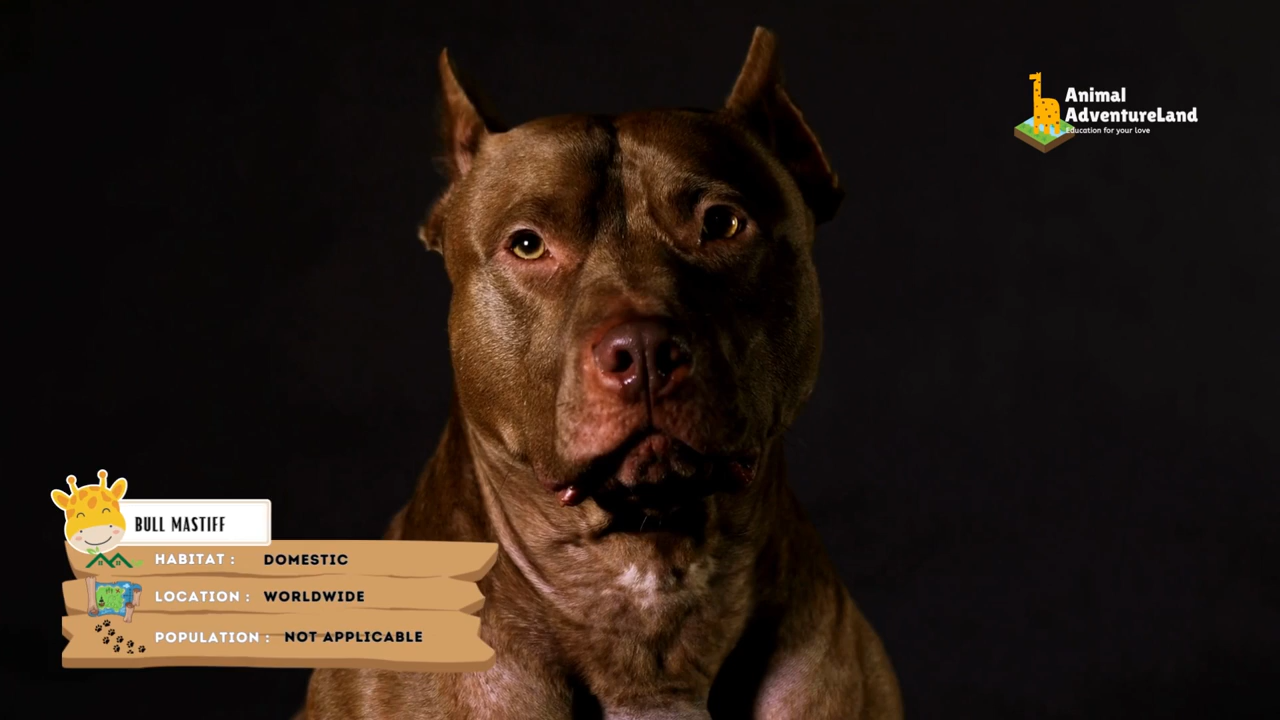 Animal
AdventureLand
Education for your love
BULL MASTIFF
HABITAT : DOMESTIC
LOCATION : WORLDWIDE
POPULATION : NOT APPLICABLE